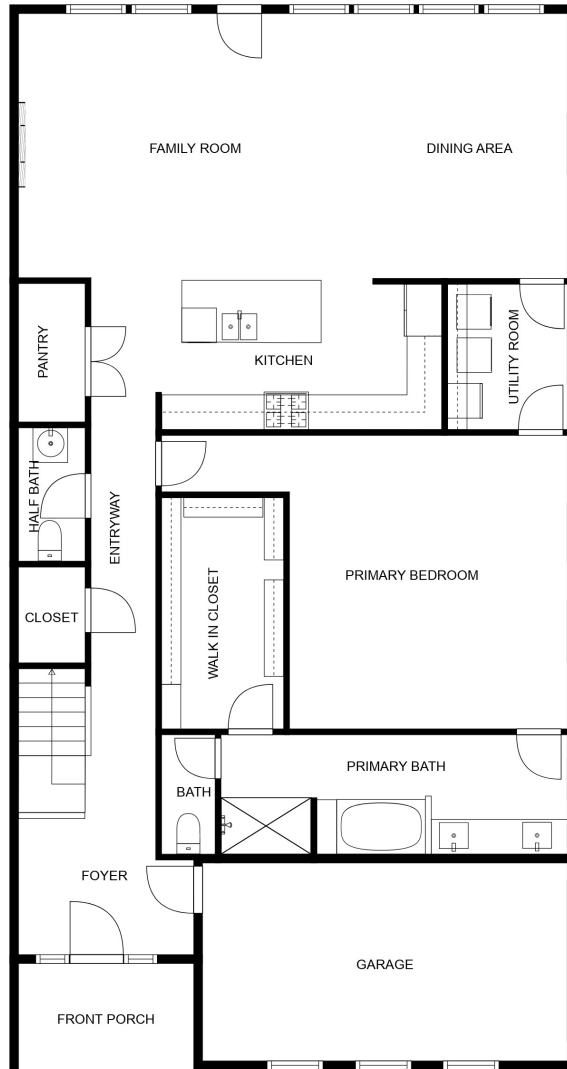 FAMILY ROOM
DINING AREA
PANTRY
KITCHEN
UTILITY ROOM
HALF BATH
ENTRYWAY
CLOSET
WALK IN CLOSET
PRIMARY BEDROOM
PRIMARY BATH
BATH
FOYER
GARAGE
FRONT PORCH